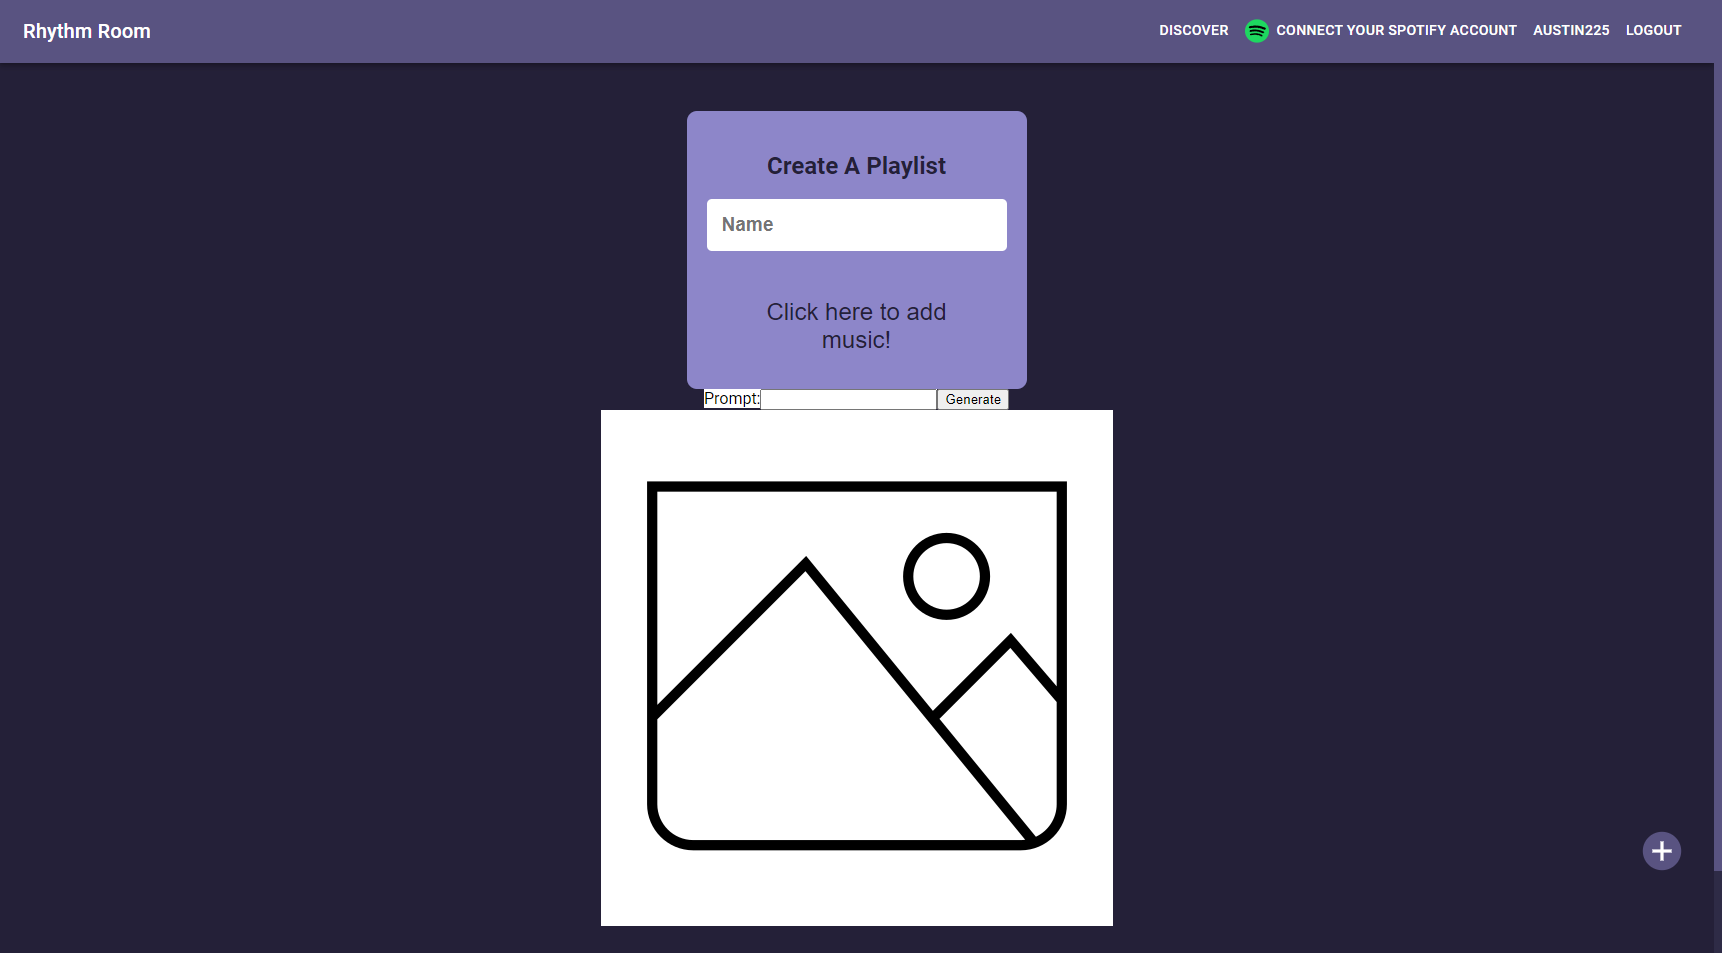 Rhythm Room
DISCOVER
CONNECT YOUR SPOTIFY ACCOUNT
AUSTIN225
LOGOUT
Create A Playlist
Name
Click here to add
music!
Prompt:
Generate